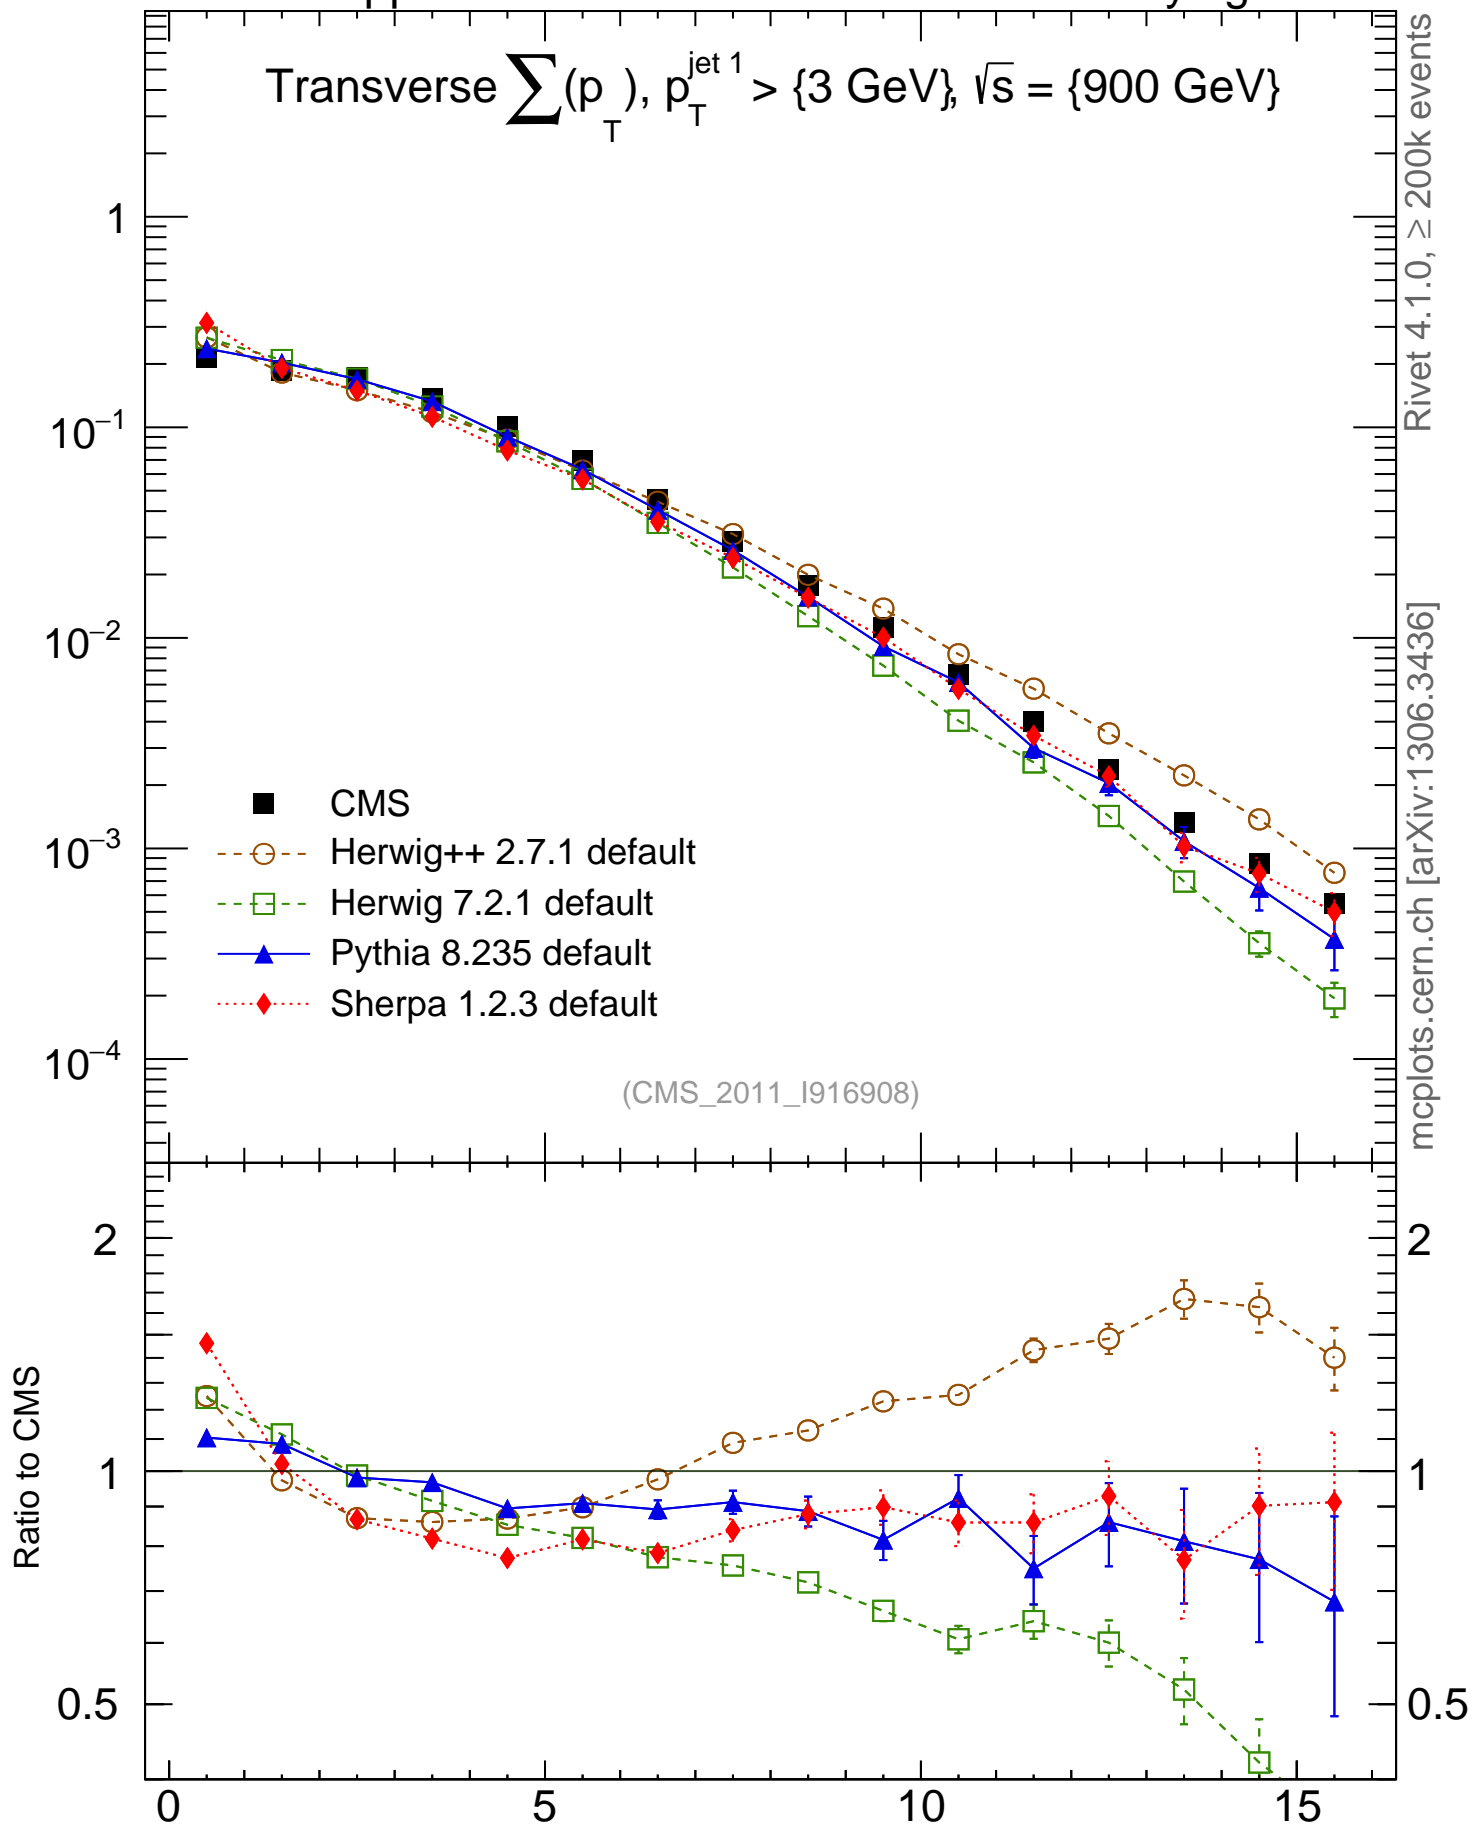 Transverse ∑(p_T), p_T^{jet 1} > {3 GeV}, √s = {900 GeV}
1
10^{−1}
10^{−2}
10^{−3}
10^{−4}
CMS
Herwig++ 2.7.1 default
Herwig 7.2.1 default
Pythia 8.235 default
Sherpa 1.2.3 default
(CMS_2011_I916908)
Rivet 4.1.0, ≥ 200k events
mcplots.cern.ch [arXiv:1306.3436]
Ratio to CMS
2
1
0.5
2
1
0.5
0
5
10
15